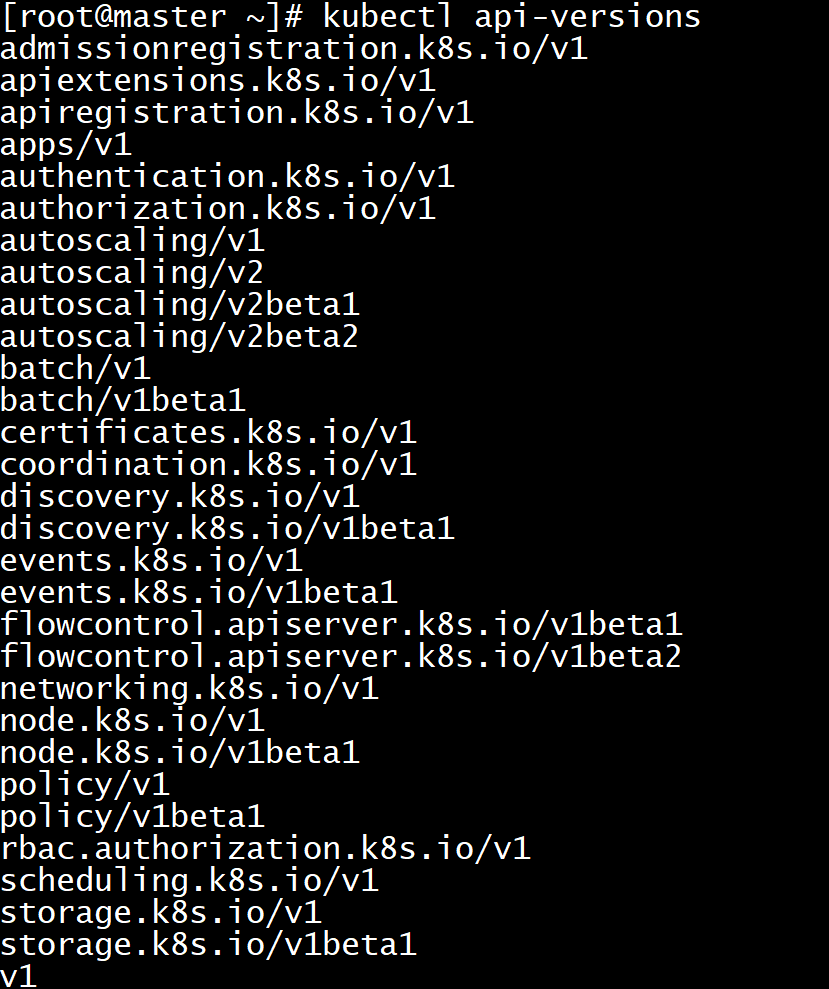 [root@master ~]# kubectl api-versions
admissionregistration.k8s.io/v1
apiextensions.k8s.io/v1
apiregistration.k8s.io/v1
apps/v1
authentication.k8s.io/v1
authorization.k8s.io/v1
autoscaling/v1
autoscaling/v2
autoscaling/v2beta1
autoscaling/v2beta2
batch/v1
batch/v1beta1
certificates.k8s.io/v1
coordination.k8s.io/v1
discovery.k8s.io/v1
discovery.k8s.io/v1beta1
events.k8s.io/v1
events.k8s.io/v1beta1
flowcontrol.apiserver.k8s.io/v1beta1
flowcontrol.apiserver.k8s.io/v1beta2
networking.k8s.io/v1
node.k8s.io/v1
node.k8s.io/v1beta1
policy/v1
policy/v1beta1
rbac.authorization.k8s.io/v1
scheduling.k8s.io/v1
storage.k8s.io/v1
storage.k8s.io/v1beta1
v1